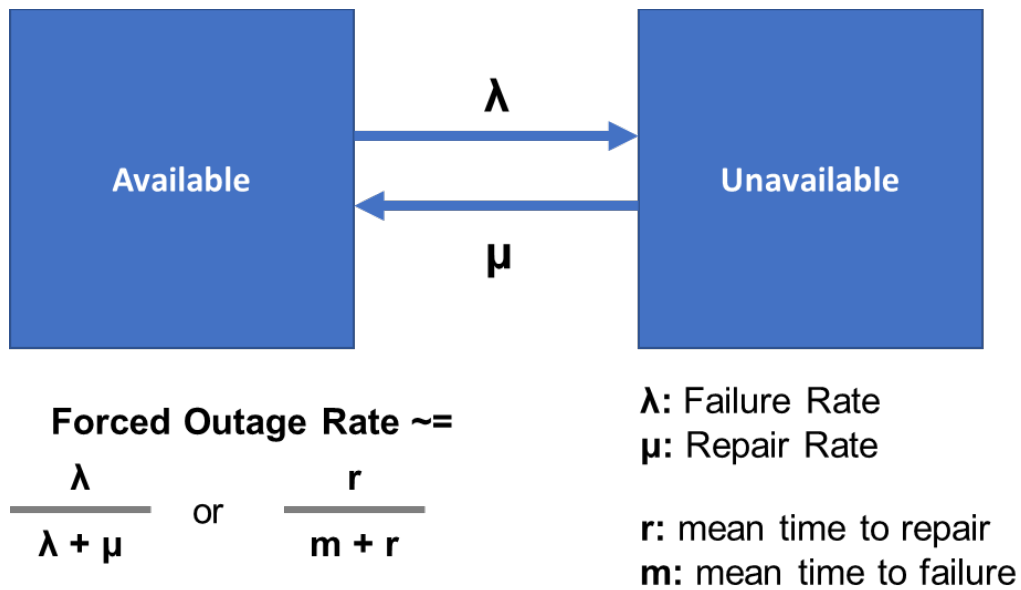 λ
Available
Unavailable
μ
Forced Outage Rate ~=
λ
λ + μ
or
r
m + r
λ: Failure Rate
μ: Repair Rate
r: mean time to repair
m: mean time to failure